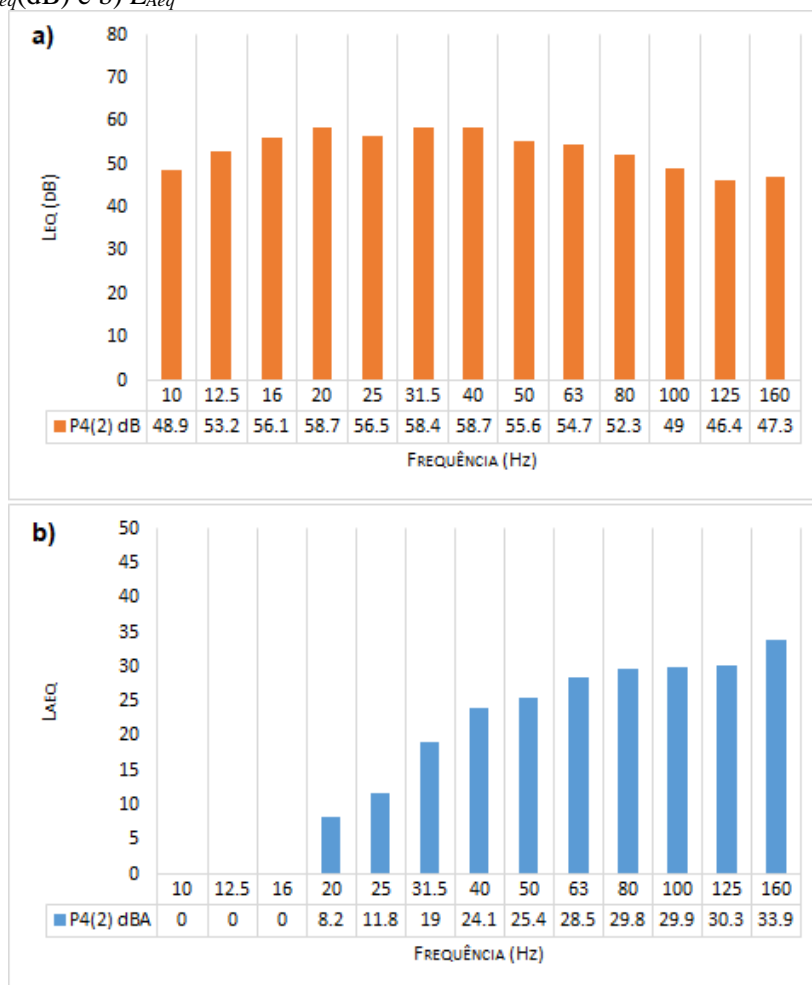 eq(dB) e b) LAeq
a)
80
70
60
50
40
30
20
10
0
LEQ (DB)
10 12.5 16 20 25 31.5 40 50 63 80 100 125 160
P4(2) dB 48.9 53.2 56.1 58.7 56.5 58.4 58.7 55.6 54.7 52.3 49 46.4 47.3
FREQUÊNCIA (Hz)
b)
50
45
40
35
30
25
20
15
10
5
0
LAEQ
10 12.5 16 20 25 31.5 40 50 63 80 100 125 160
P4(2) dBA 0 0 0 8.2 11.8 19 24.1 25.4 28.5 29.8 29.9 30.3 33.9
FREQUÊNCIA (Hz)